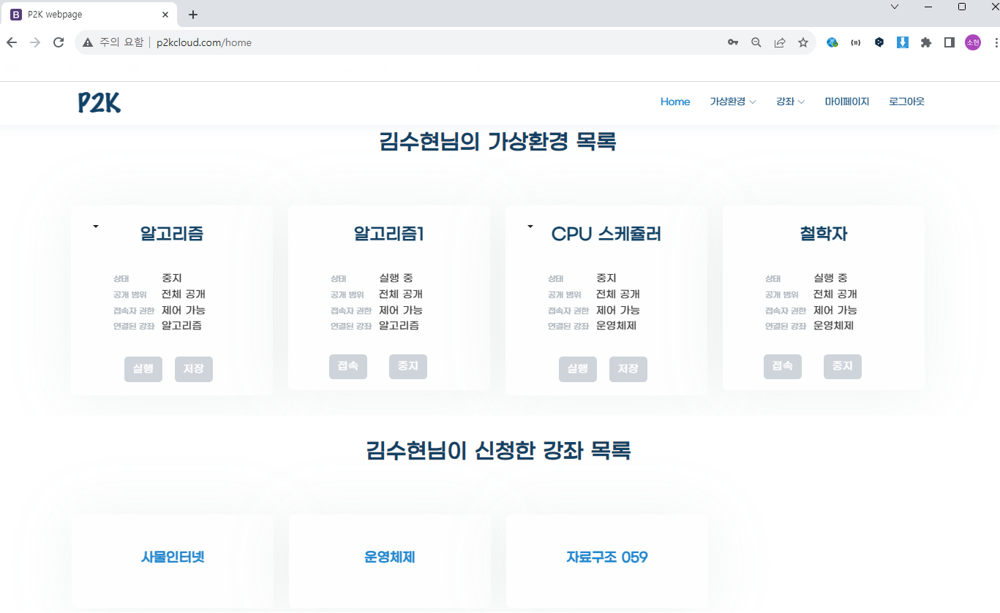 P2K webpage
주의 요함 | p2kcloud.com/home
소현
P2K
Home 가상환경 강좌 마이페이지 로그아웃
김수현님의 가상환경 목록
알고리즘
상태 중지
공개 범위 전체 공개
접속자 권한 제어 가능
연결된 강좌 알고리즘
실행 저장
알고리즘1
상태 실행 중
공개 범위 전체 공개
접속자 권한 제어 가능
연결된 강좌 알고리즘
접속 중지
CPU 스케줄러
상태 중지
공개 범위 전체 공개
접속자 권한 제어 가능
연결된 강좌 운영체제
실행 저장
철학자
상태 실행 중
공개 범위 전체 공개
접속자 권한 제어 가능
연결된 강좌 운영체제
접속 중지
김수현님이 신청한 강좌 목록
사물인터넷
운영체제
자료구조 059